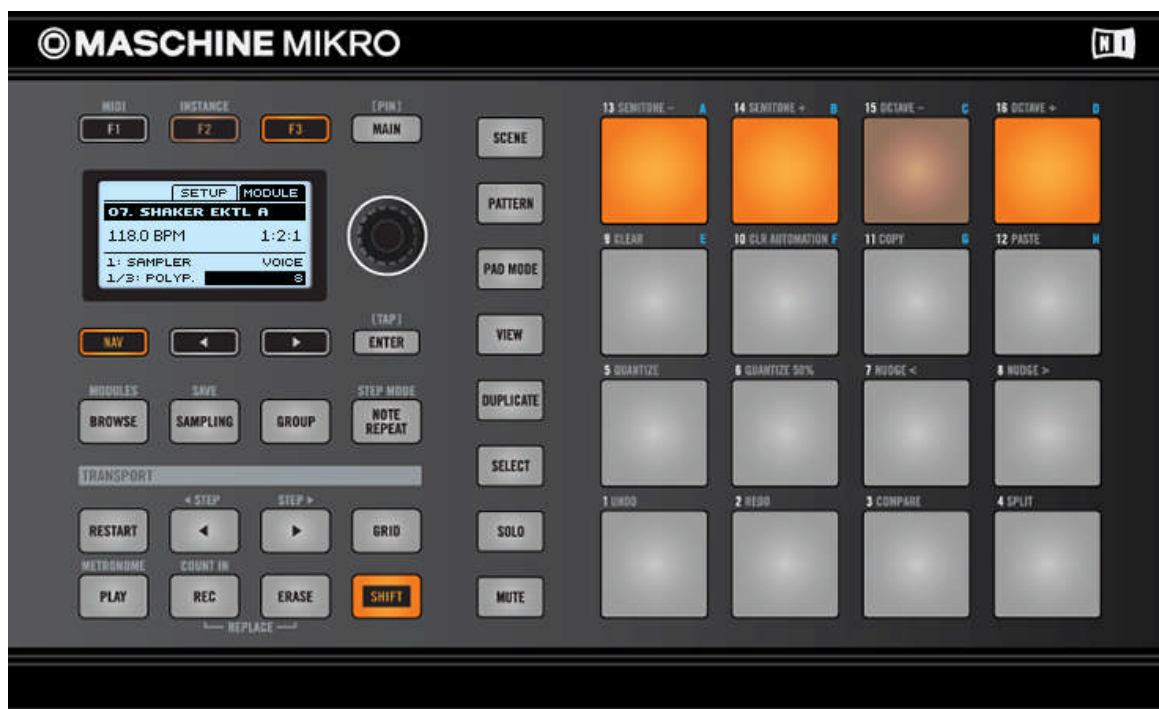 MASCHINE MIKRO
NI
MIDI INSTANCE [PIN]
F1 F2 F3 MAIN
SETUP MODULE
07. SHAKER EKTL A
118.0 BPM 1:2:1
1: SAMPLER VOICE
1/3: POLYP. 8
[TAP]
NAV ENTER
MODULES SAVE STEP MODE
BROWSE SAMPLING GROUP NOTE REPEAT
TRANSPORT
◂ STEP STEP ▸
RESTART ◂ ▸ GRID
METRONOME COUNT IN
PLAY REC ERASE SHIFT
REPLACE
SCENE
PATTERN
PAD MODE
VIEW
DUPLICATE
SELECT
SOLO
MUTE
13 SEMITONE - A 14 SEMITONE + B 15 OCTAVE - C 16 OCTAVE + D
9 CLEAR E 10 CLR AUTOMATION F 11 COPY G 12 PASTE H
5 QUANTIZE 6 QUANTIZE 50% 7 NUDGE < 8 NUDGE >
1 UNDO 2 REDO 3 COMPARE 4 SPLIT